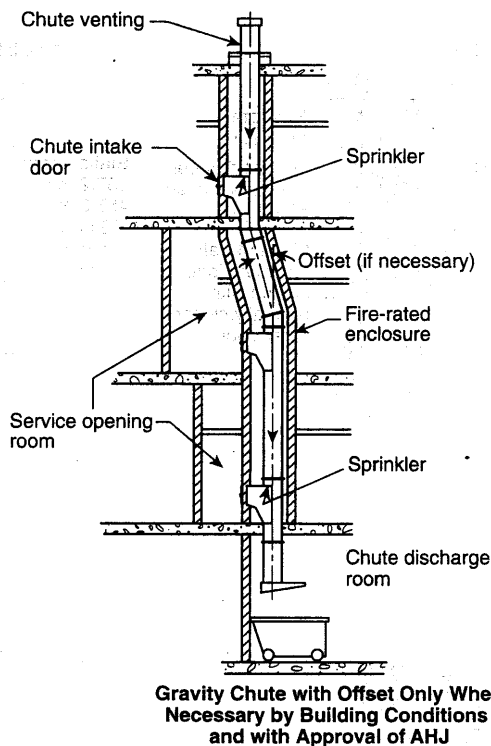 Chute venting
Chute intake
door
Sprinkler
Offset (if necessary)
Fire-rated
enclosure
Service opening
room
Sprinkler
Chute discharge
room
Gravity Chute with Offset Only Whe
Necessary by Building Conditions
and with Approval of AHJ